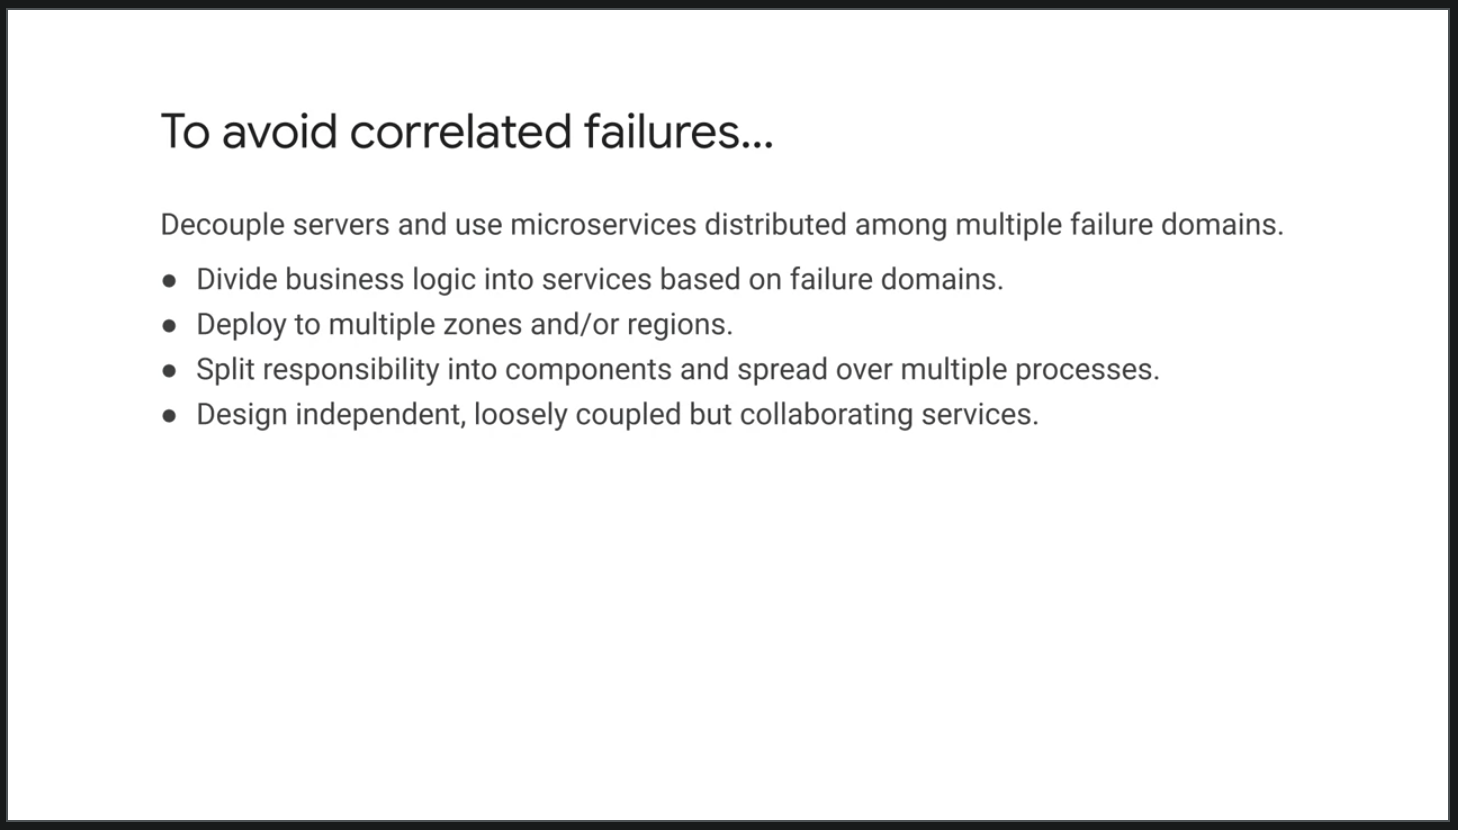 To avoid correlated failures...
Decouple servers and use microservices distributed among multiple failure domains.
● Divide business logic into services based on failure domains.
● Deploy to multiple zones and/or regions.
● Split responsibility into components and spread over multiple processes.
● Design independent, loosely coupled but collaborating services.